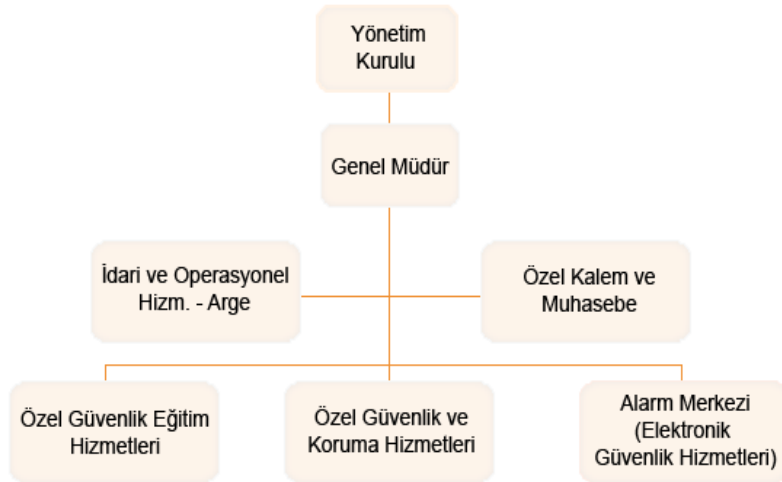 Yönetim
Kurulu
Genel Müdür
İdari ve Operasyonel
Hizm. - Arge
Özel Kalem ve
Muhasebe
Özel Güvenlik Eğitim
Hizmetleri
Özel Güvenlik ve
Koruma Hizmetleri
Alarm Merkezi
(Elektronik
Güvenlik Hizmetleri)